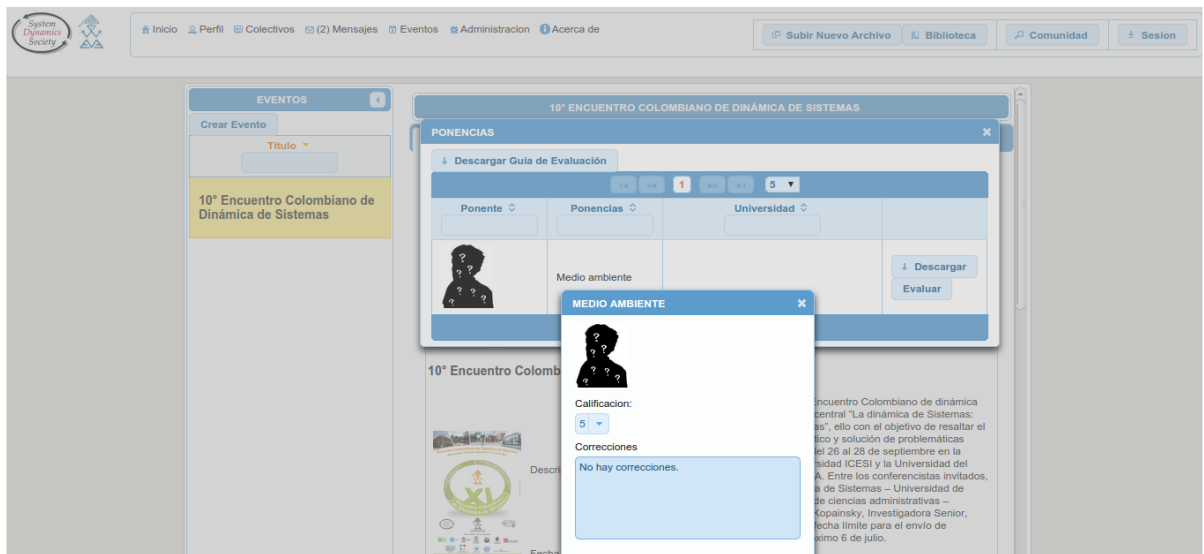 System
Dynamics
Society
Inicio Perfil Colectivos (2) Mensajes Eventos Administracion Acerca de
Subir Nuevo Archivo Biblioteca Comunidad Sesion
EVENTOS
Crear Evento
Título
10° Encuentro Colombiano de
Dinámica de Sistemas
10° ENCUENTRO COLOMBIANO DE DINÁMICA DE SISTEMAS
PONENCIAS
Descargar Guia de Evaluación
1 5
Ponente Ponencias Universidad
Medio ambiente
Descargar
Evaluar
MEDIO AMBIENTE
Calificacion:
5
Correcciones
No hay correcciones.
10° Encuentro Colomb
XI
Descri
Fecha
Encuentro Colombiano de dinámica
central "La dinámica de Sistemas:
as", ello con el objetivo de resaltar el
tico y solución de problemáticas
del 26 al 28 de septiembre en la
rsidad ICESI y la Universidad del
A. Entre los conferencistas invitados,
a de Sistemas – Universidad de
de ciencias administrativas –
Kopainsky, Investigadora Senior,
fecha límite para el envío de
óximo 6 de julio.